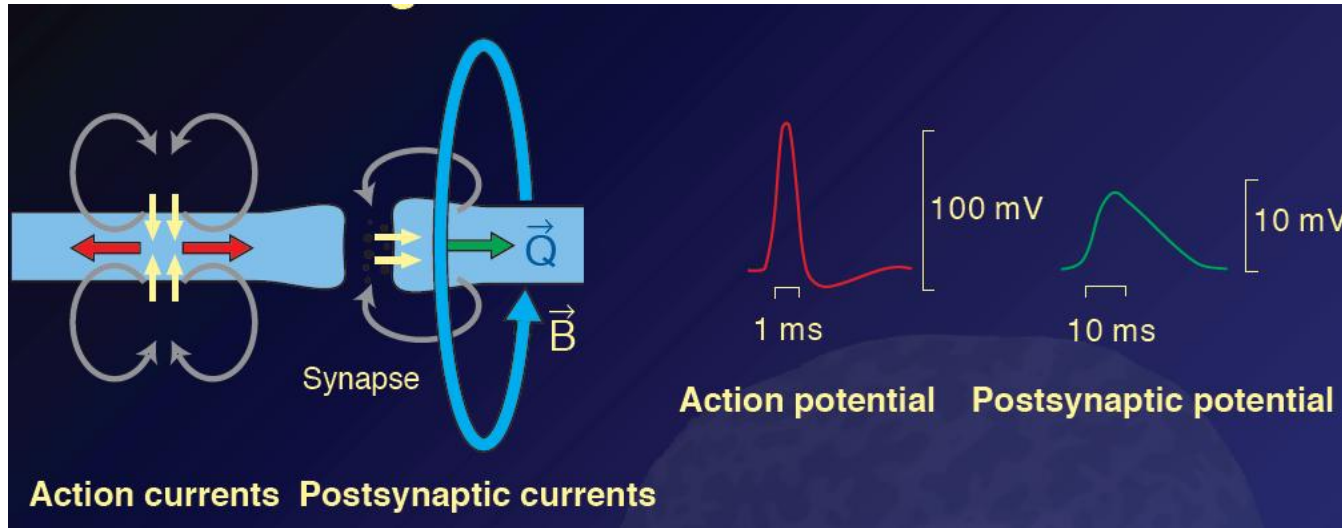 100 mV
10 mV
Q
B
1 ms
10 ms
Synapse
Action potential
Postsynaptic potential
Action currents
Postsynaptic currents